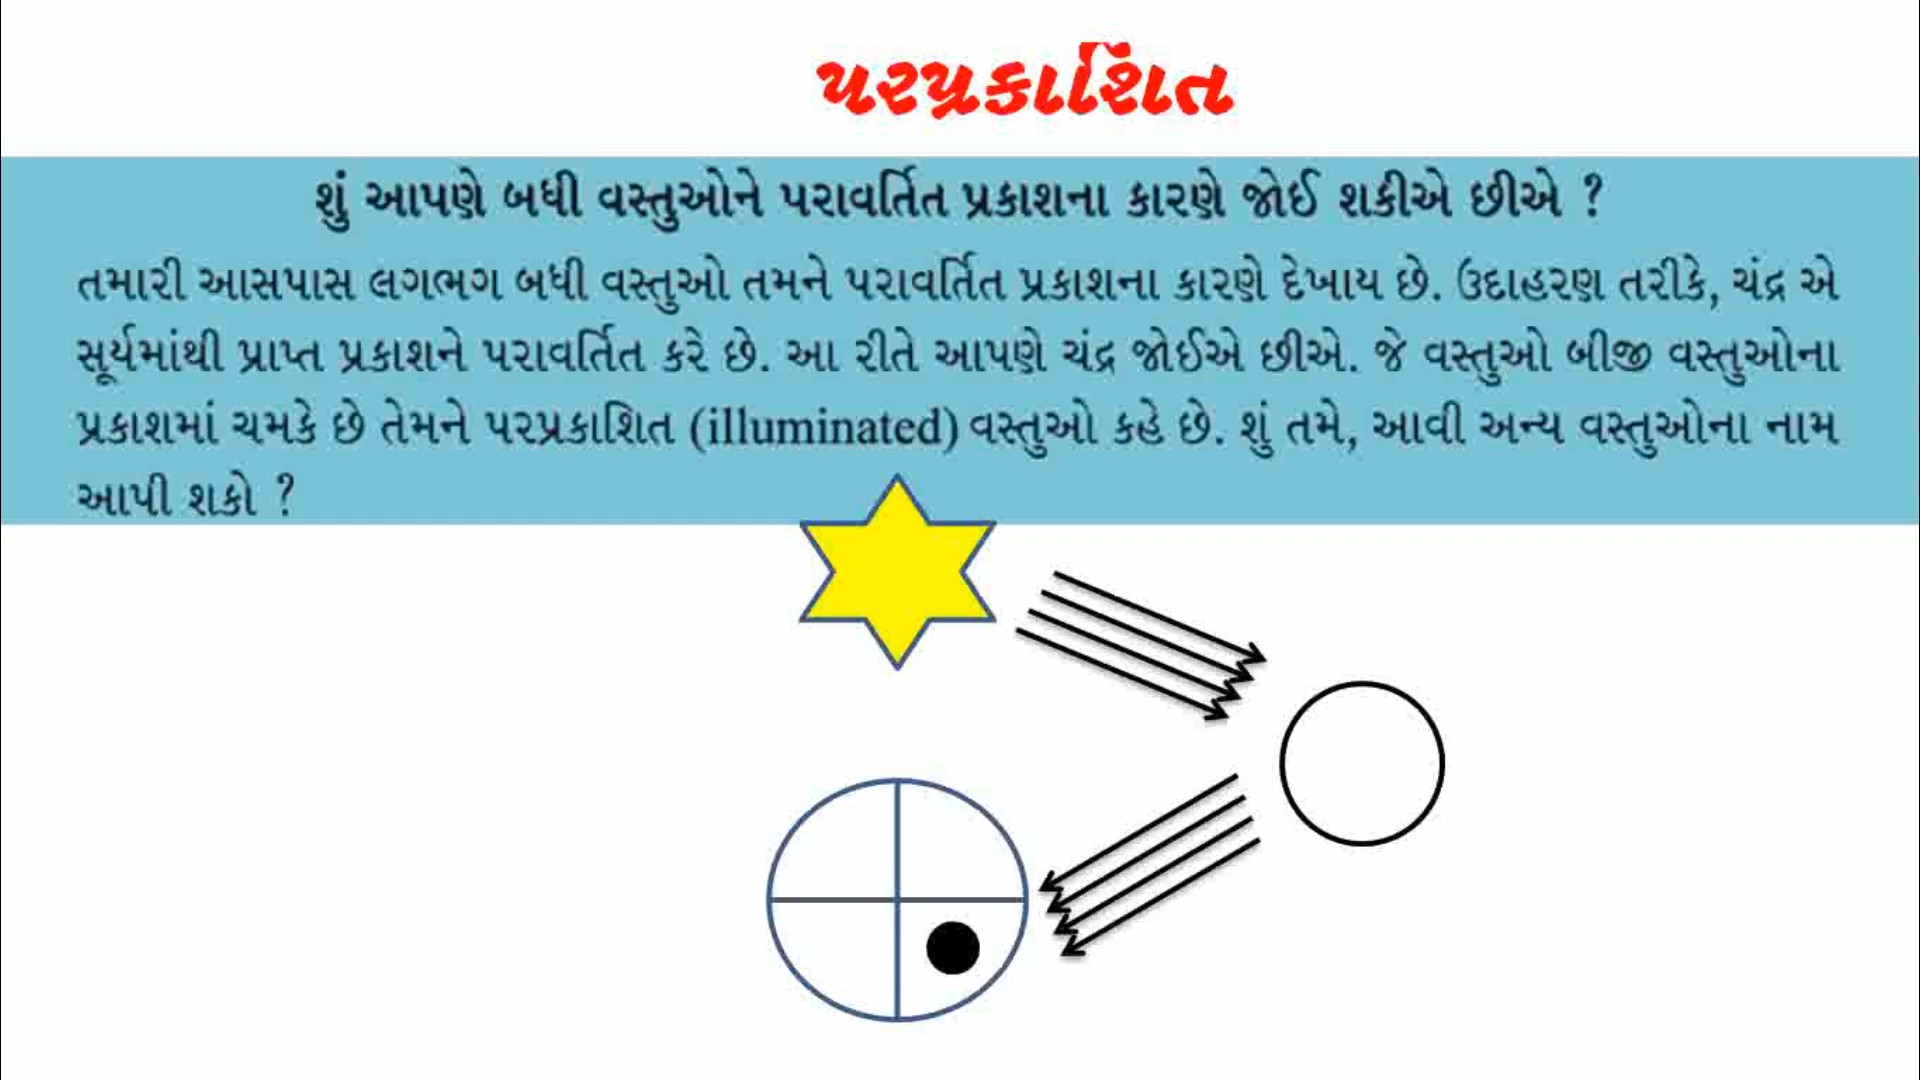 પરપ્રકાશિત
શું આપણે બધી વસ્તુઓને પરાવર્તિત પ્રકાશના કારણે જોઈ શકીએ છીએ ?
તમારી આસપાસ લગભગ બધી વસ્તુઓ તમને પરાવર્તિત પ્રકાશના કારણે દેખાય છે. ઉદાહરણ તરીકે, ચંદ્ર એ
સૂર્યમાંથી પ્રાપ્ત પ્રકાશને પરાવર્તિત કરે છે. આ રીતે આપણે ચંદ્ર જોઈએ છીએ. જે વસ્તુઓ બીજી વસ્તુઓના
પ્રકાશમાં ચમકે છે તેમને પરપ્રકાશિત (illuminated) વસ્તુઓ કહે છે. શું તમે, આવી અન્ય વસ્તુઓના નામ
આપી શકો ?